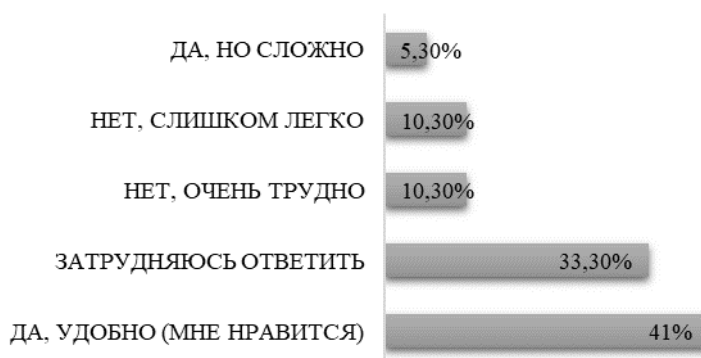 ДА, НО СЛОЖНО 5,30%
НЕТ, СЛИШКОМ ЛЕГКО 10,30%
НЕТ, ОЧЕНЬ ТРУДНО 10,30%
ЗАТРУДНЯЮСЬ ОТВЕТИТЬ 33,30%
ДА, УДОБНО (МНЕ НРАВИТСЯ) 41%